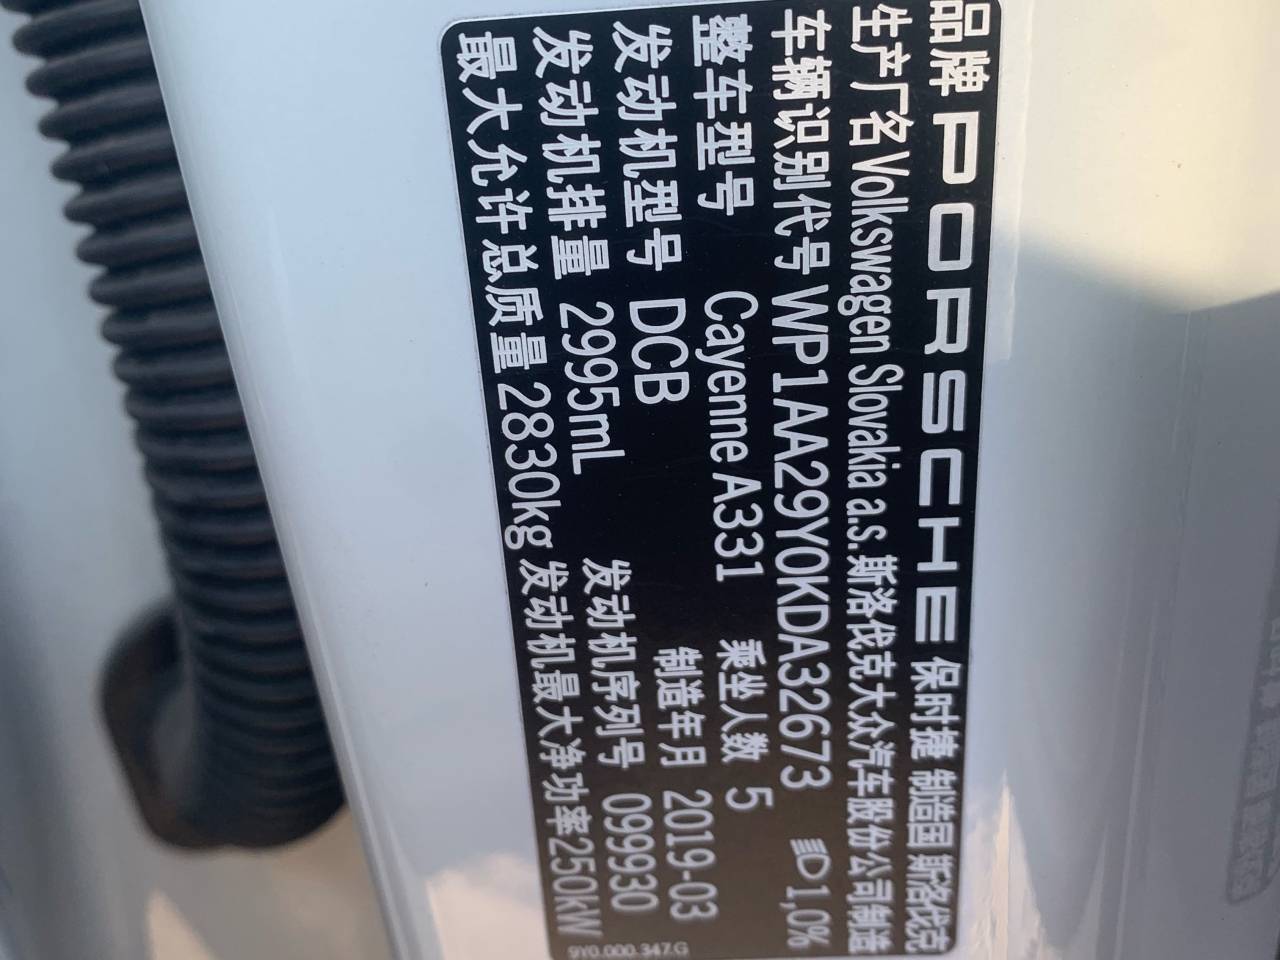 品牌 PORSCHE 保时捷 制造国 斯洛伐克
生产厂名 Volkswagen Slovakia a.s. 斯洛伐克大众汽车股份公司制造
车辆识别代号 WP1AA29Y0KDA32673 1,0%
整车型号 Cayenne A331 乘坐人数 5
发动机型号 DCB 制造年月 2019-03
发动机排量 2995mL 发动机序列号 099930
最大允许总质量 2830kg 发动机最大净功率 250kW
9Y0.000.347.G